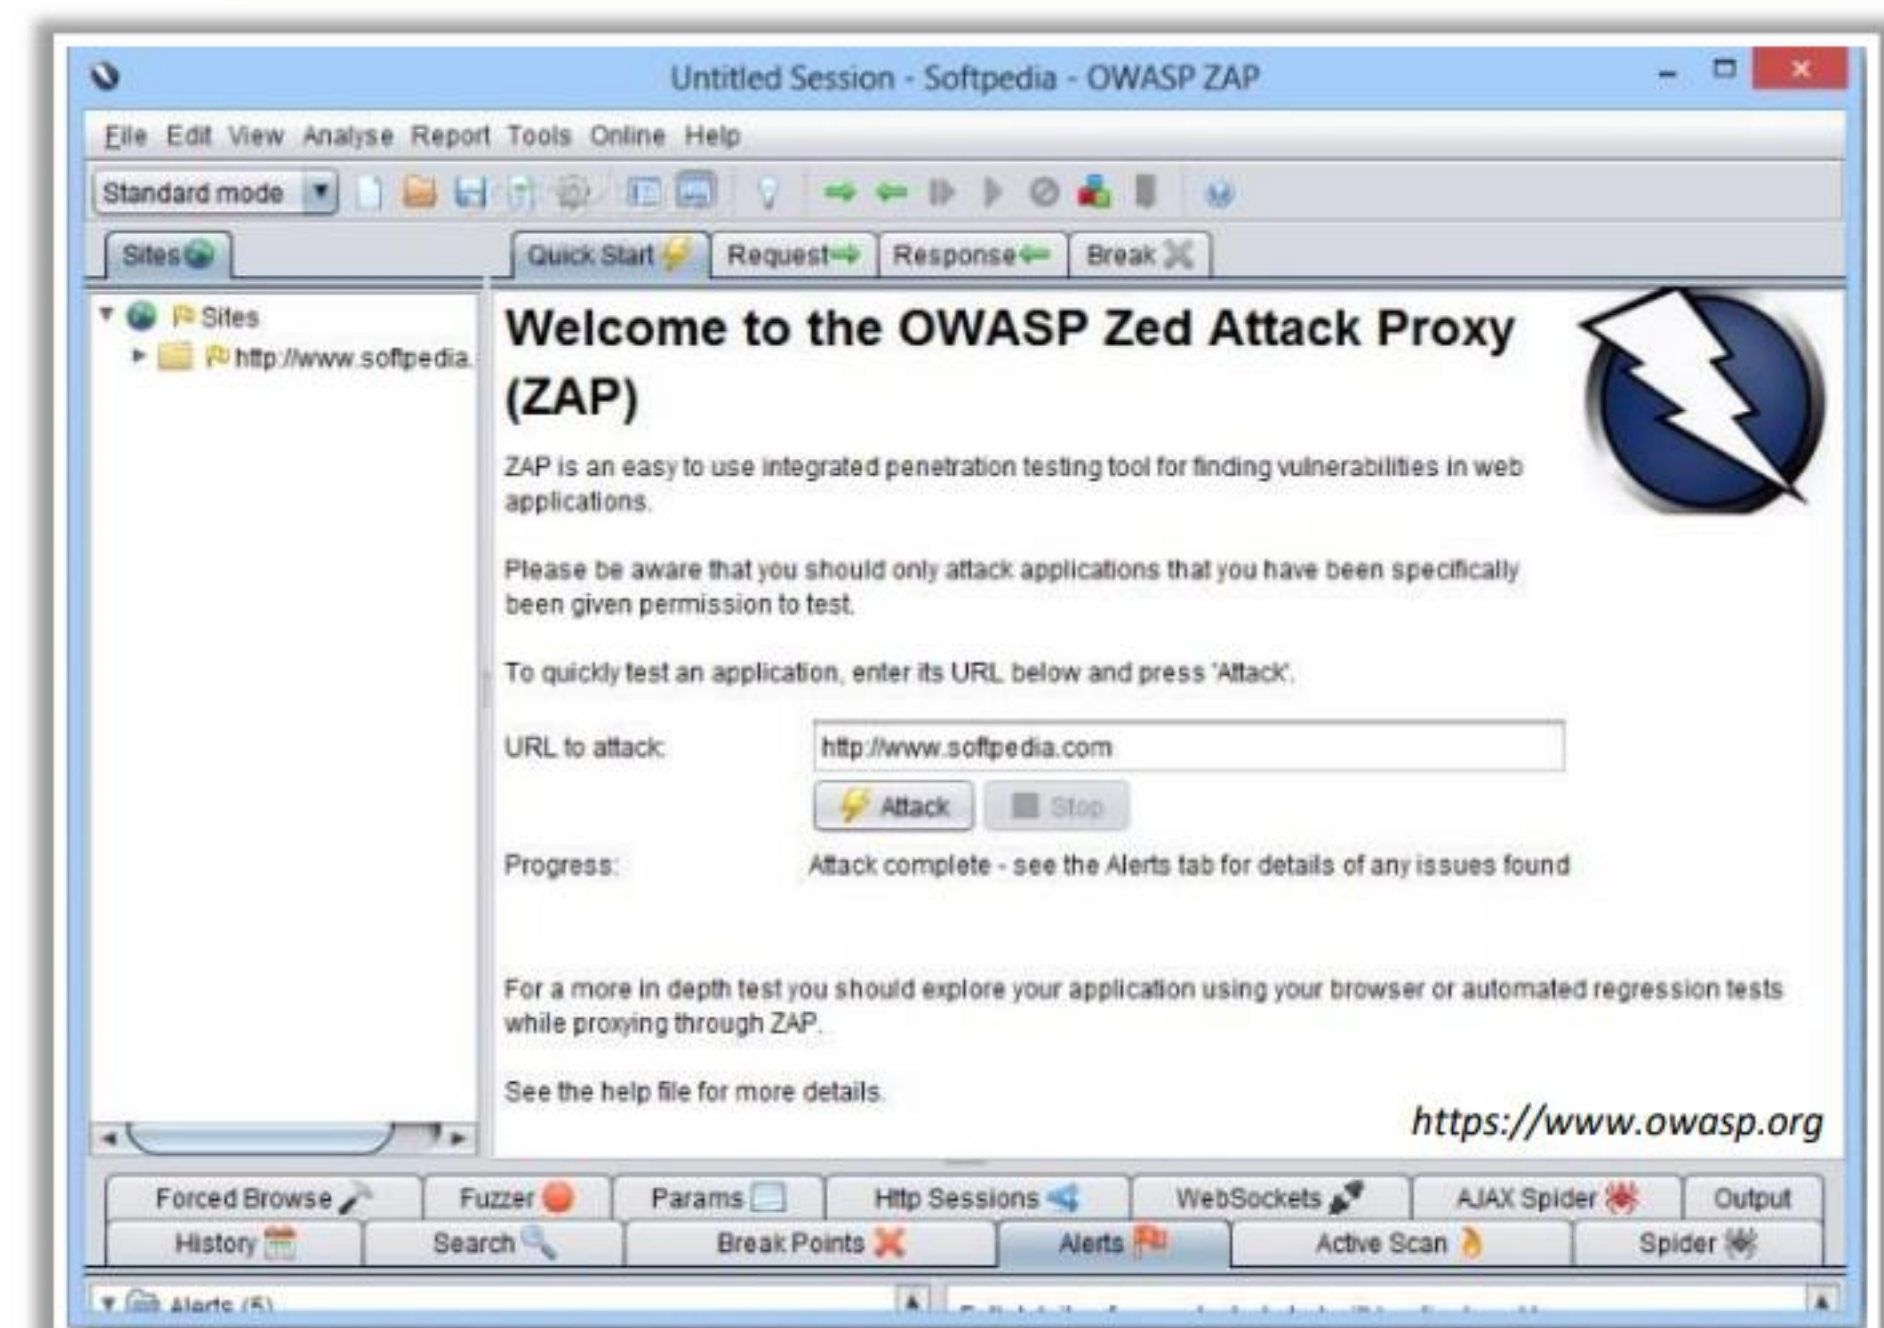 Untitled Session - Softpedia - OWASP ZAP
File Edit View Analyse Report Tools Online Help
Standard mode
Sites
Quick Start Request Response Break
Sites
http://www.softpedia.
Welcome to the OWASP Zed Attack Proxy
(ZAP)
ZAP is an easy to use integrated penetration testing tool for finding vulnerabilities in web
applications.
Please be aware that you should only attack applications that you have been specifically
been given permission to test.
To quickly test an application, enter its URL below and press 'Attack'.
URL to attack:
http://www.softpedia.com
Attack Stop
Progress:
Attack complete - see the Alerts tab for details of any issues found
For a more in depth test you should explore your application using your browser or automated regression tests
while proxying through ZAP.
See the help file for more details.
https://www.owasp.org
Forced Browse Fuzzer Params Http Sessions WebSockets AJAX Spider Output
History Search Break Points Alerts Active Scan Spider
Alerts (5)